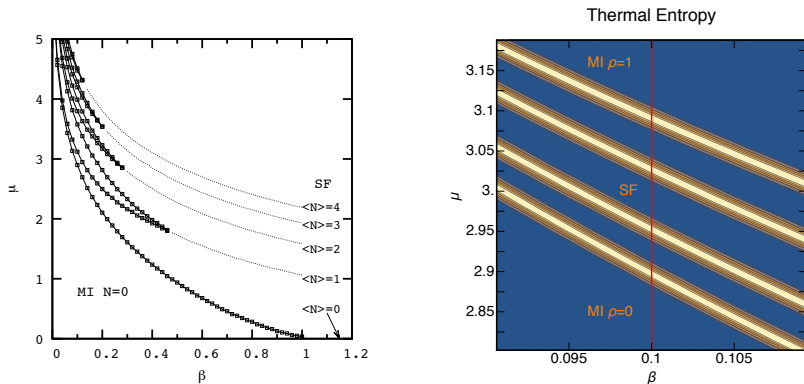 Thermal Entropy
5
4
3
2
1
0
μ
0
0.2
0.4
0.6
0.8
1
1.2
β
MI N=0
SF
<N>=4
<N>=3
<N>=2
<N>=1
<N>=0
3.15
3.1
3.05
3.
2.95
2.9
2.85
μ
0.095
0.1
0.105
β
MI ρ=1
SF
MI ρ=0